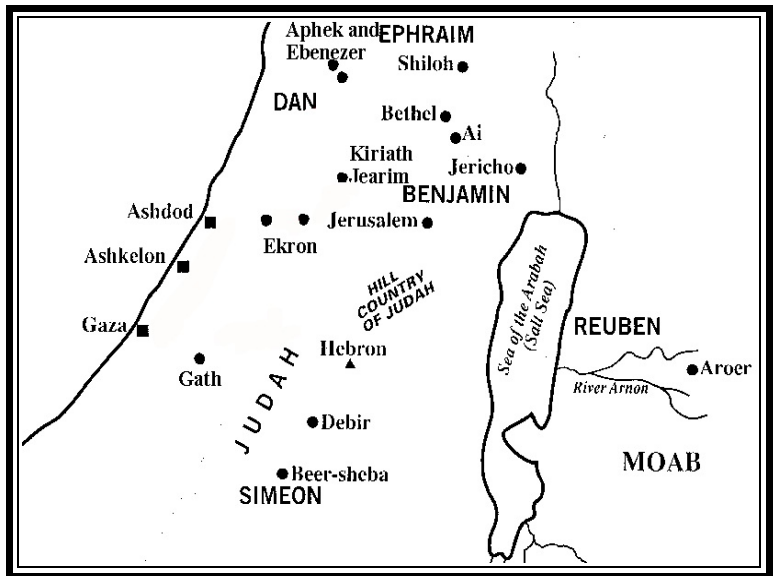 Aphek and
Ebenezer
EPHRAIM
Shiloh
DAN
Bethel
Ai
Kiriath
Jearim
Jericho
BENJAMIN
Ashdod
Ekron
Jerusalem
Ashkelon
HILL
COUNTRY
OF JUDAH
Sea of the Arabah
(Salt Sea)
Gaza
REUBEN
Hebron
Gath
JUDAH
River Arnon
Aroer
Debir
MOAB
Beer-sheba
SIMEON